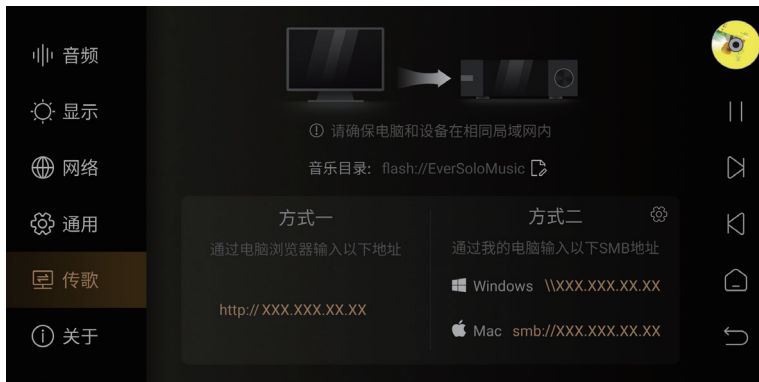 音频
显示
网络
通用
传歌
关于
请确保电脑和设备在相同局域网内
音乐目录: flash://EverSoloMusic
方式一
通过电脑浏览器输入以下地址
http://XXX.XXX.XX.XX
方式二
通过我的电脑输入以下SMB地址
Windows \\XXX.XXX.XX.XX
Mac smb://XXX.XXX.XX.XX